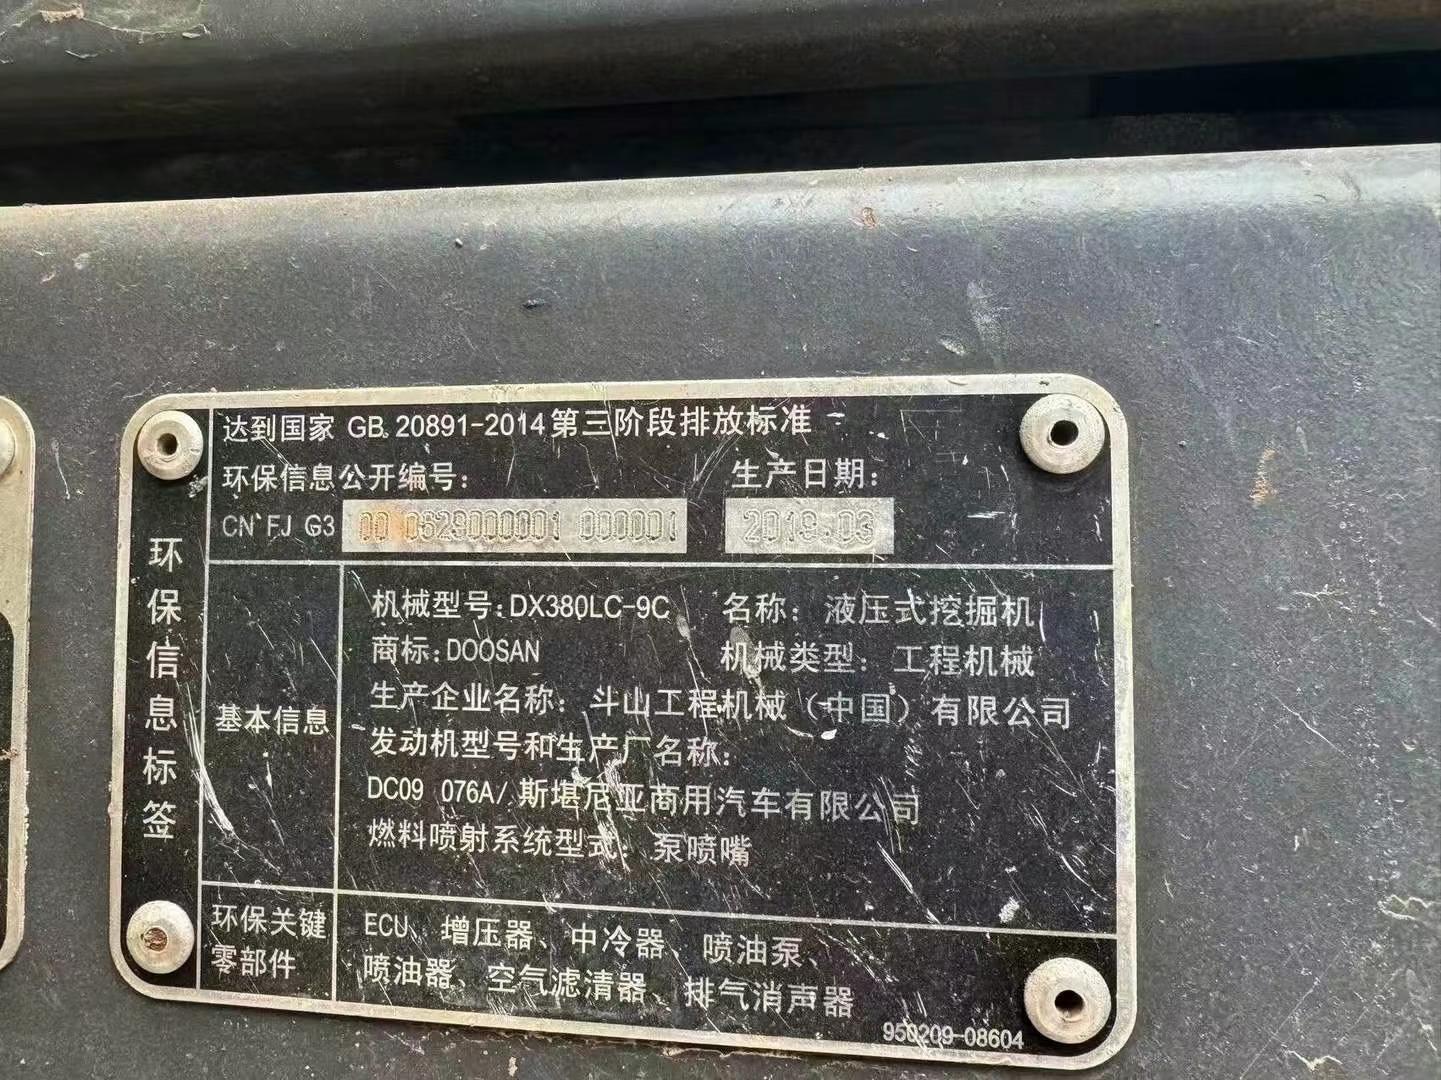 达到国家 GB 20891-2014第三阶段排放标准
环保信息公开编号: 生产日期:
CN FJ G3 00 0629000001 000001 2019.03
环保信息标签
基本信息
机械型号:DX380LC-9C 名称: 液压式挖掘机
商标:DOOSAN 机械类型: 工程机械
生产企业名称: 斗山工程机械（中国）有限公司
发动机型号和生产厂名称:
DC09 076A/斯堪尼亚商用汽车有限公司
燃料喷射系统型式: 泵喷嘴
环保关键
零部件
ECU、增压器、中冷器、喷油泵、
喷油器、空气滤清器、排气消声器
950209-08604